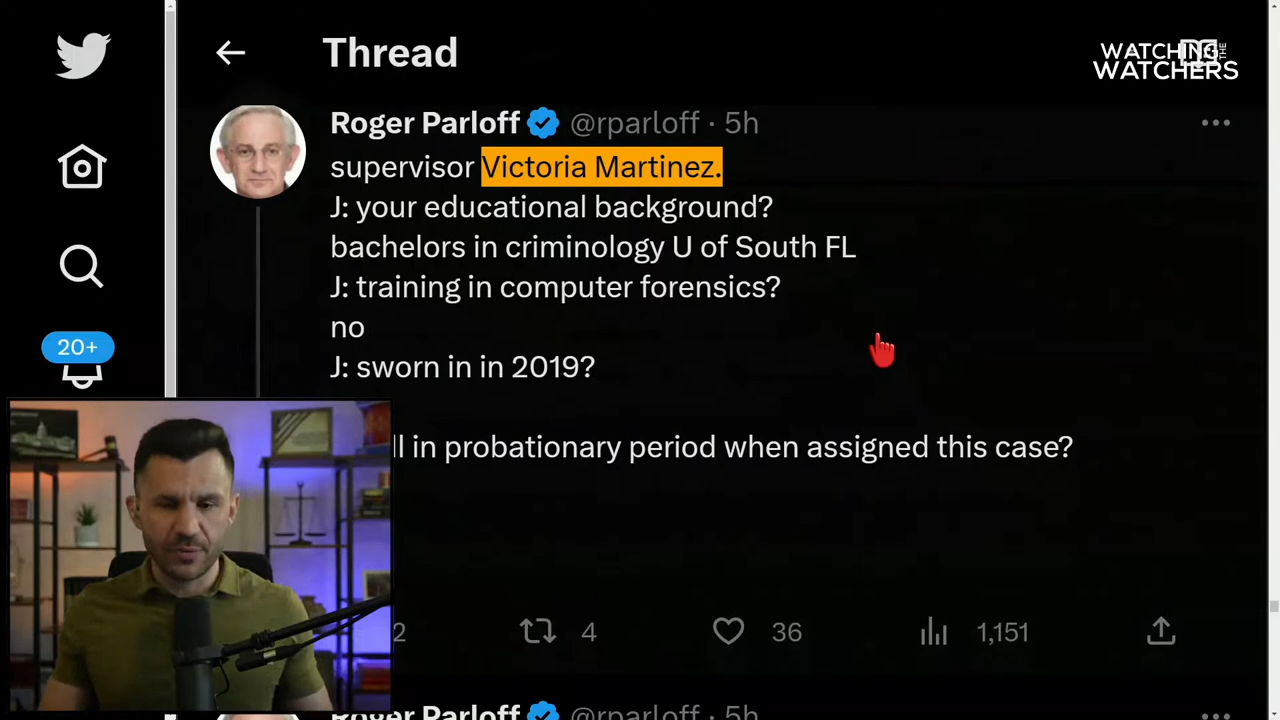 Thread
WATCHING THE
WATCHERS
Roger Parloff @rparloff · 5h
supervisor Victoria Martinez.
J: your educational background?
bachelors in criminology U of South FL
J: training in computer forensics?
no
J: sworn in in 2019?
20+
ll in probationary period when assigned this case?
2 4 36 1,151
Roger Parloff @rparloff · 5h